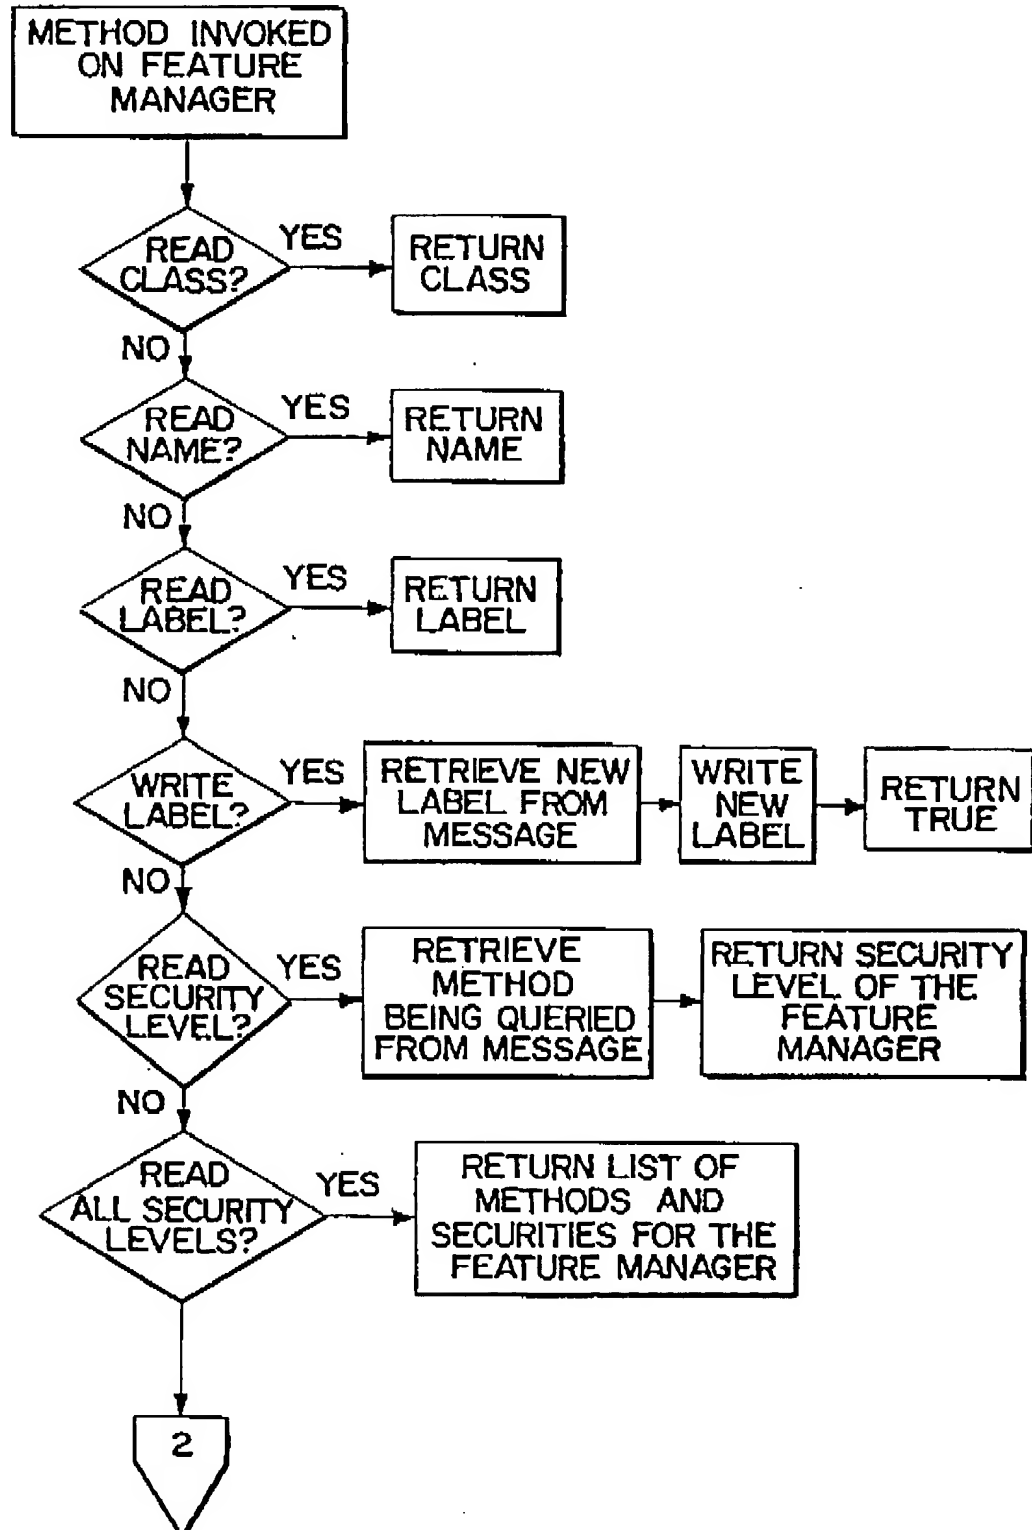 METHOD INVOKED
ON FEATURE
MANAGER
READ
CLASS?
YES
RETURN
CLASS
NO
READ
NAME?
YES
RETURN
NAME
NO
READ
LABEL?
YES
RETURN
LABEL
NO
WRITE
LABEL?
YES
RETRIEVE NEW
LABEL FROM
MESSAGE
WRITE
NEW
LABEL
RETURN
TRUE
NO
READ
SECURITY
LEVEL?
YES
RETRIEVE
METHOD
BEING QUERIED
FROM MESSAGE
RETURN SECURITY
LEVEL OF THE
FEATURE
MANAGER
NO
READ
ALL SECURITY
LEVELS?
YES
RETURN LIST OF
METHODS AND
SECURITIES FOR THE
FEATURE MANAGER
2